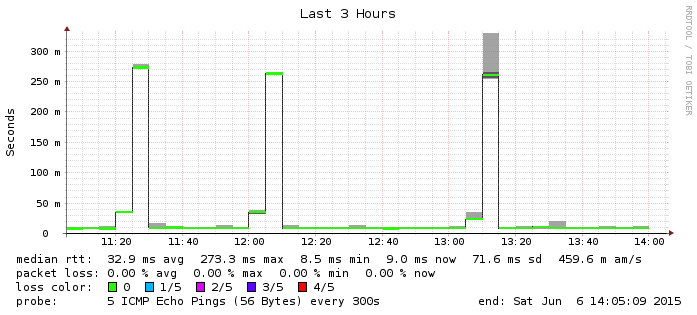 Last 3 Hours
RRDTOOL / TOBI OETIKER
Seconds
300 m
250 m
200 m
150 m
100 m
50 m
0
11:20 11:40 12:00 12:20 12:40 13:00 13:20 13:40 14:00
median rtt: 32.9 ms avg 273.3 ms max 8.5 ms min 9.0 ms now 71.6 ms sd 459.6 m am/s
packet loss: 0.00 % avg 0.00 % max 0.00 % min 0.00 % now
loss color: 0 1/5 2/5 3/5 4/5
probe: 5 ICMP Echo Pings (56 Bytes) every 300s end: Sat Jun 6 14:05:09 2015